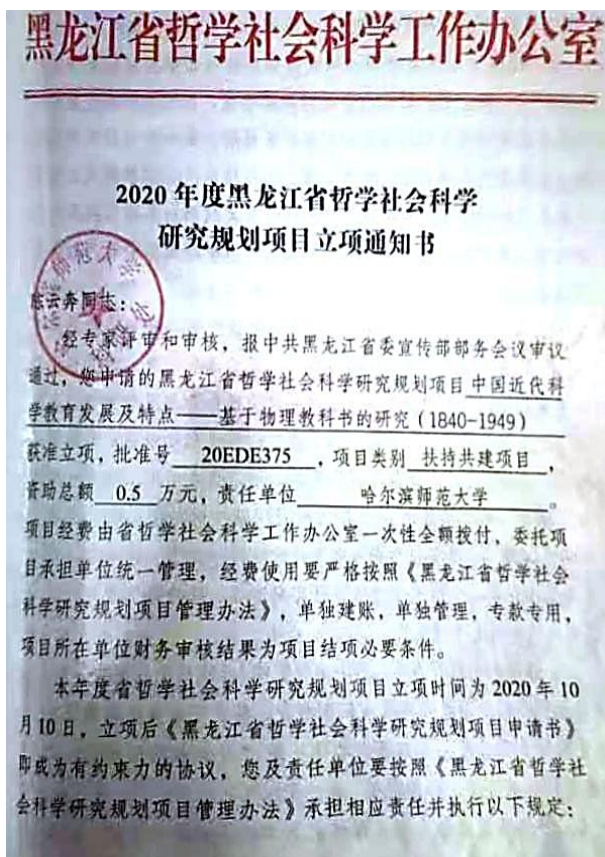 黑龙江省哲学社会科学工作办公室
2020 年度黑龙江省哲学社会科学
研究规划项目立项通知书
师范大学
陈云奔同志：
经专家评审和审核，报中共黑龙江省委宣传部部务会议审议
通过，您申请的黑龙江省哲学社会科学研究规划项目 中国近代科
学教育发展及特点——基于物理教科书的研究（1840-1949）
获准立项，批准号 20EDE375 ，项目类别 扶持共建项目 ，
资助总额 0.5 万元，责任单位 哈尔滨师范大学 。
项目经费由省哲学社会科学工作办公室一次性全额拨付，委托项
目承担单位统一管理，经费使用要严格按照《黑龙江省哲学社会
科学研究规划项目管理办法》，单独建账，单独管理，专款专用，
项目所在单位财务审核结果为项目结项必要条件。
本年度省哲学社会科学研究规划项目立项时间为 2020 年 10
月 10 日，立项后《黑龙江省哲学社会科学研究规划项目申请书》
即成为有约束力的协议，您及责任单位要按照《黑龙江省哲学社
会科学研究规划项目管理办法》承担相应责任并执行以下规定：